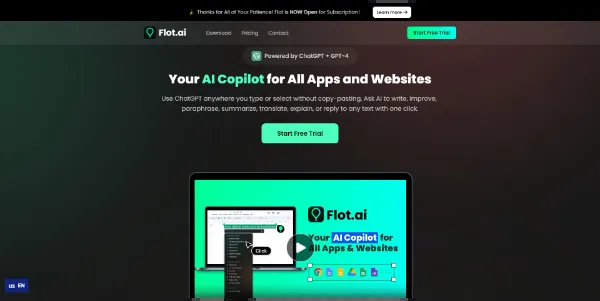 Thanks for All of Your Patience! Flot is NOW Open for Subscription!
Learn more →
Flot.ai
Download
Pricing
Contact
Start Free Trial
Powered by ChatGPT + GPT-4
Your AI Copilot for All Apps and Websites
Use ChatGPT anywhere you type or select without copy-pasting. Ask AI to write, improve,
paraphrase, summarize, translate, explain, or reply to any text with one click.
Start Free Trial
Flot.ai
Your AI Copilot for
All Apps & Websites
Click
US EN